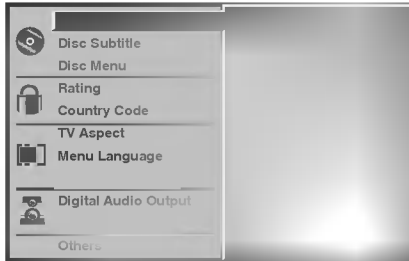 Disc Subtitle
Disc Menu
Rating
Country Code
TV Aspect
Menu Language
Digital Audio Output
Others